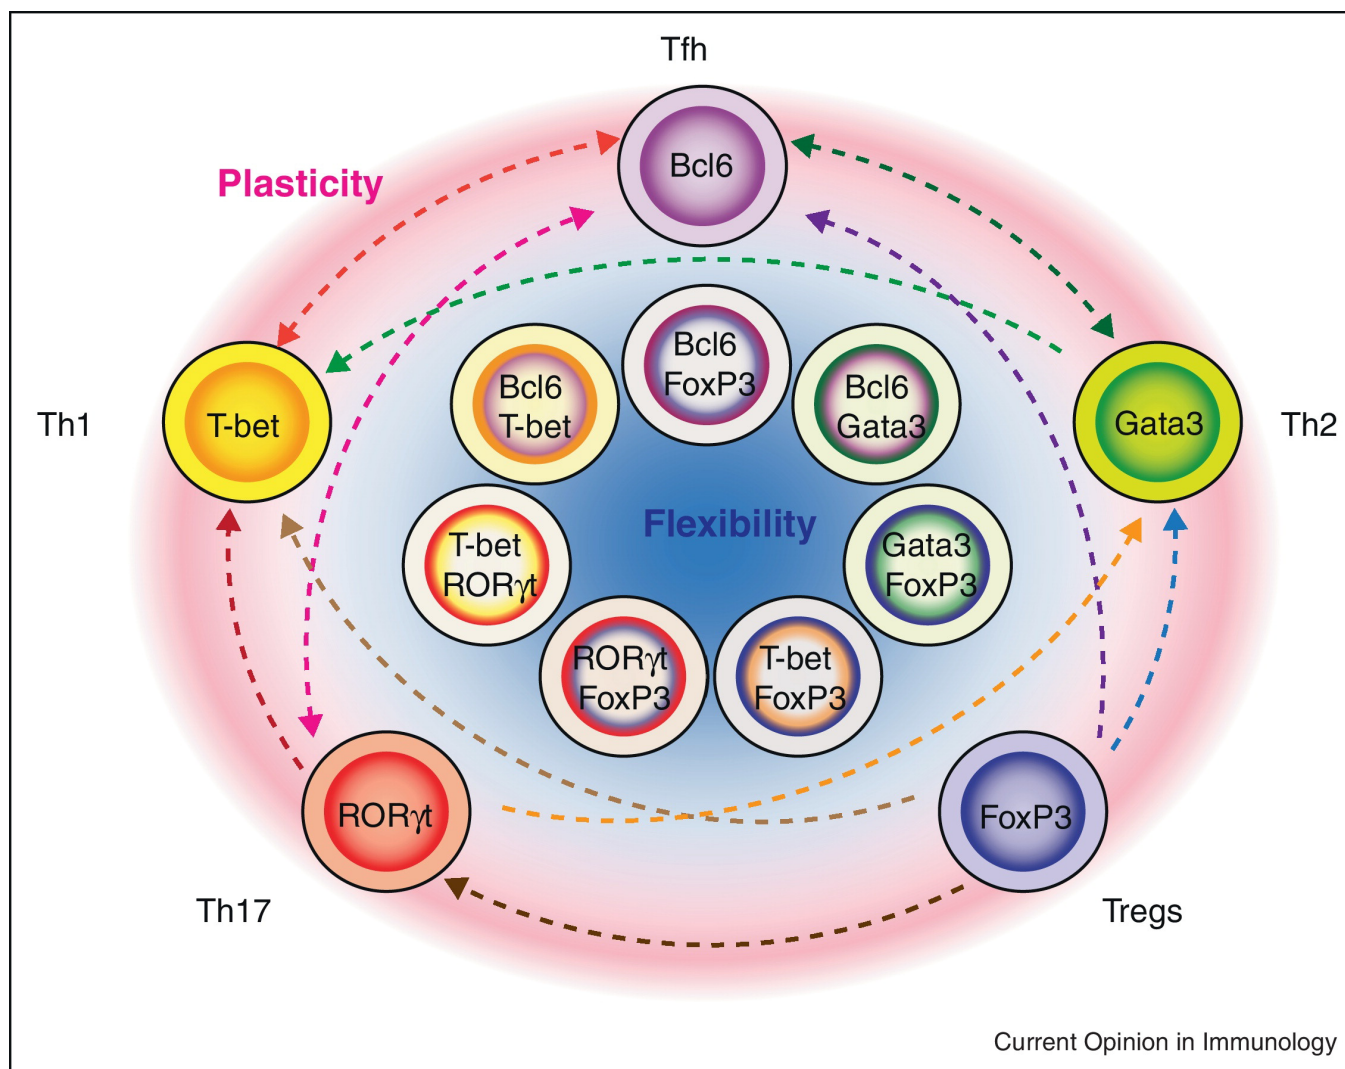 Tfh
Bcl6
Plasticity
Bcl6
FoxP3
Bcl6
T-bet
Bcl6
Gata3
Th1
T-bet
Gata3
Th2
Flexibility
T-bet
RORγt
Gata3
FoxP3
RORγt
FoxP3
T-bet
FoxP3
RORγt
FoxP3
Th17
Tregs
Current Opinion in Immunology